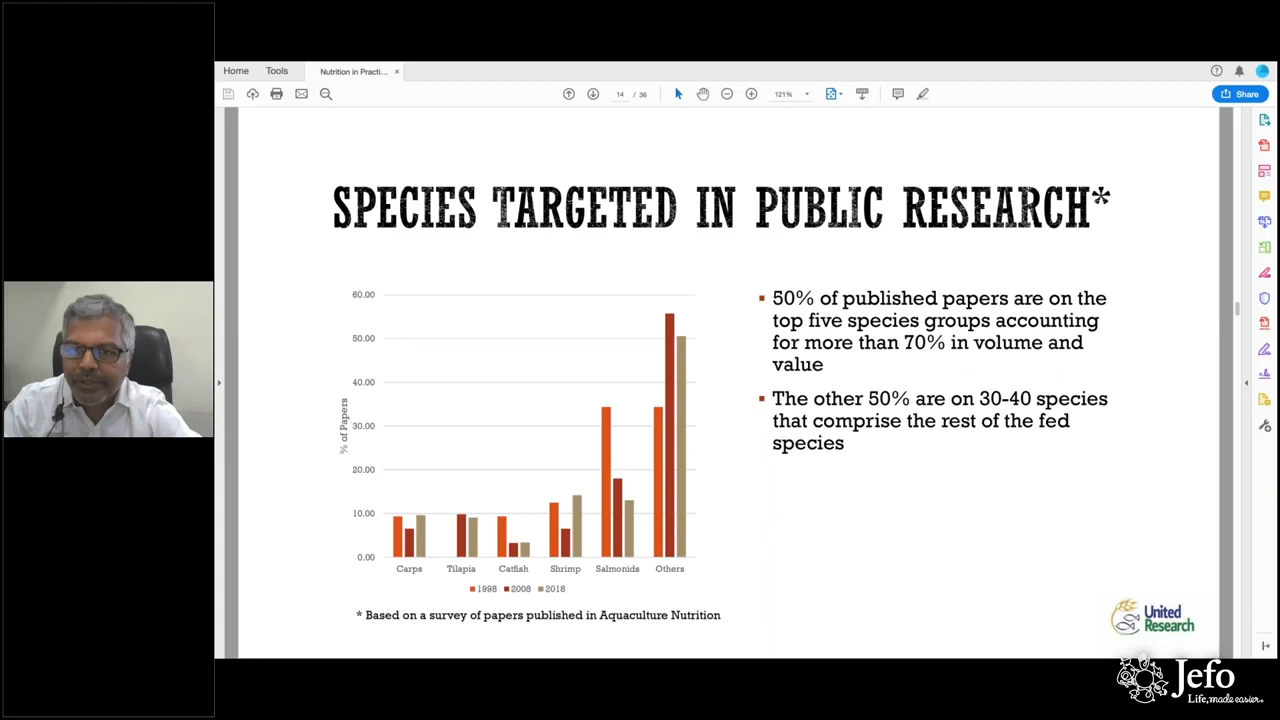 Home Tools Nutrition in Practi... ×
14 / 36 121% Share
SPECIES TARGETED IN PUBLIC RESEARCH*
60.00
50.00
40.00
30.00
20.00
10.00
0.00
% of Papers
Carps Tilapia Catfish Shrimp Salmonids Others
1998 2008 2018
* Based on a survey of papers published in Aquaculture Nutrition
▪ 50% of published papers are on the
top five species groups accounting
for more than 70% in volume and
value
▪ The other 50% are on 30-40 species
that comprise the rest of the fed
species
United
Research
Jefo
Life, made easier.